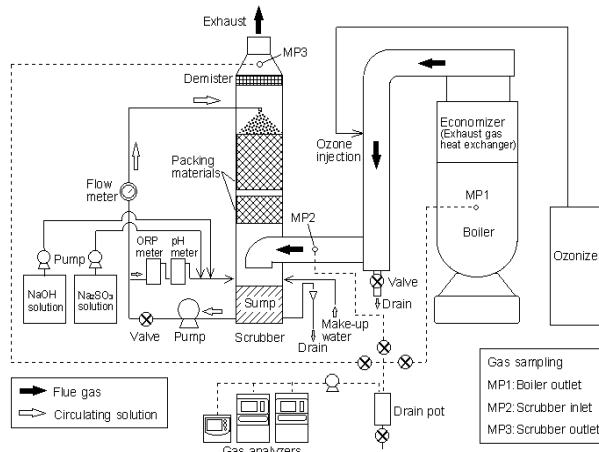 Exhaust
MP3
Demister
Economizer
(Exhaust gas
heat exchanger)
Ozone
injection
Packing
materials
MP1
Boiler
Flow
meter
MP2
ORP
meter
pH
meter
Ozonize
Pump
Valve
Drain
NaOH
solution
Na₂SO₃
solution
Sump
Make-up
water
Valve
Pump
Scrubber
Drain
Gas sampling
MP1:Boiler outlet
MP2:Scrubber inlet
MP3:Scrubber outlet
Flue gas
Circulating solution
Drain pot
Gas analyzers